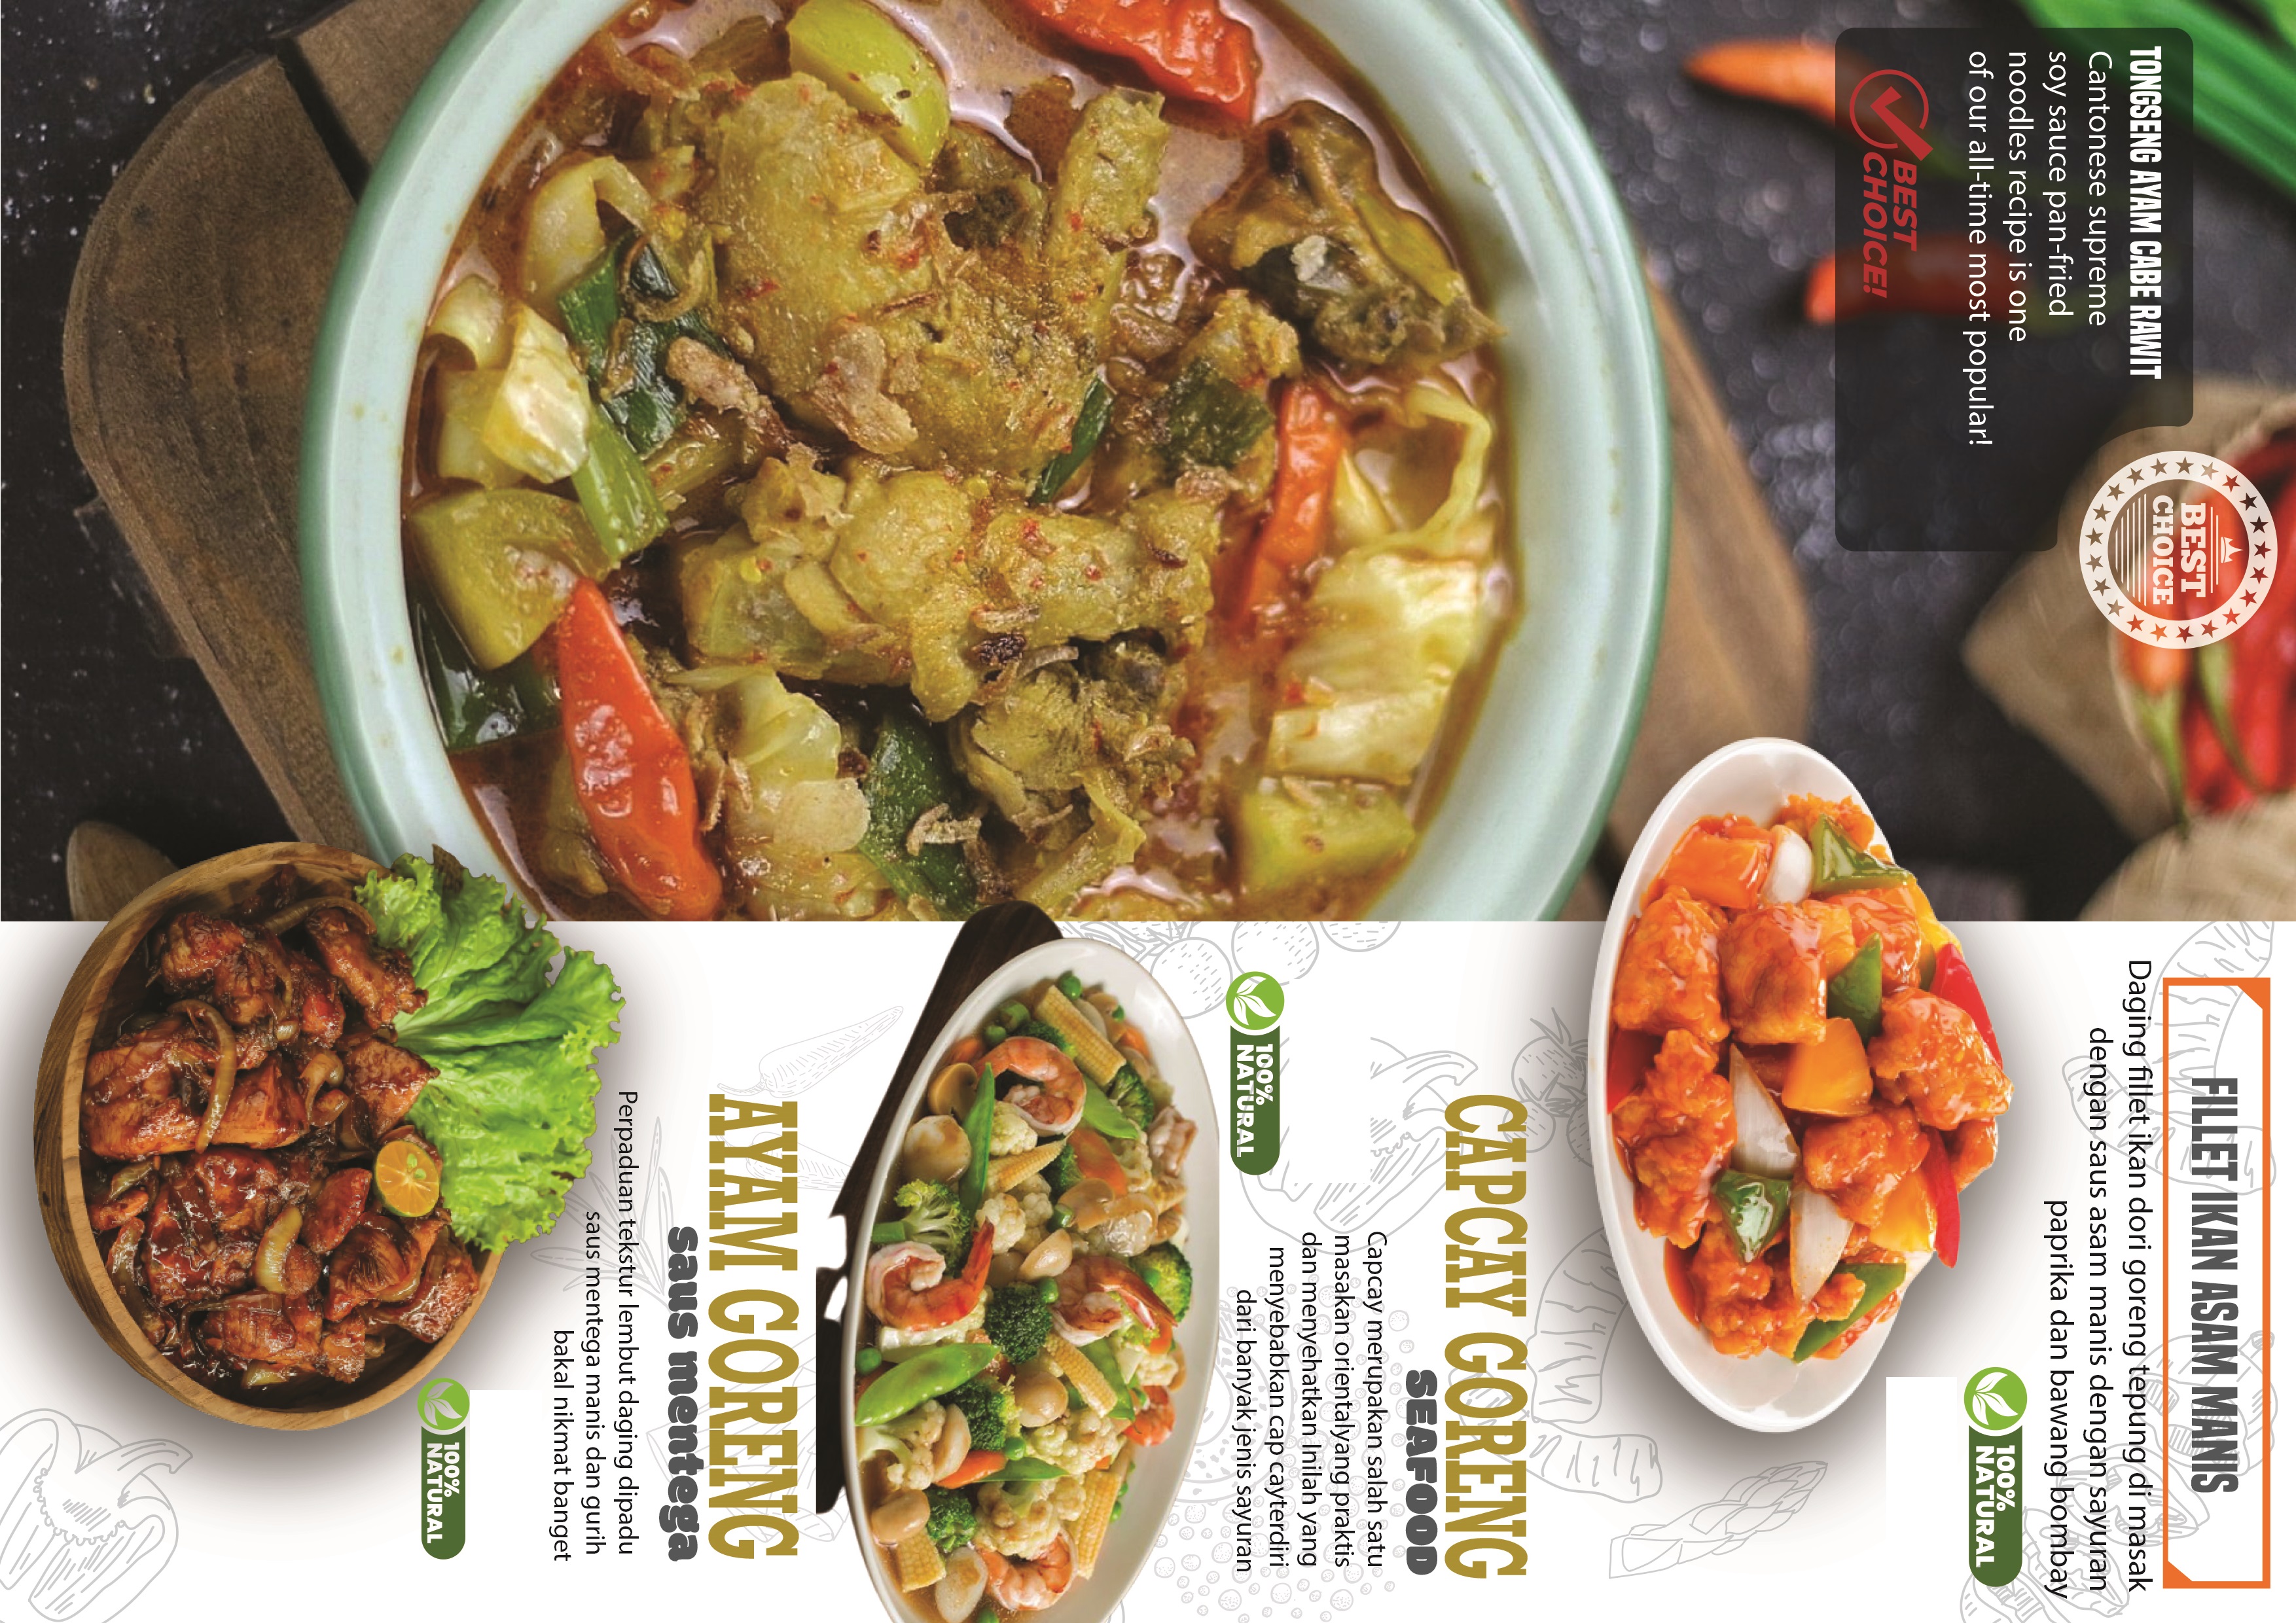 BEST
CHOICE
TONGSENG AYAM CABE RAWIT
Cantonese supreme
soy sauce pan-fried
noodles recipe is one
of our all-time most popular!
BEST
CHOICE!
FILLET IKAN ASAM MANIS
Daging fillet ikan dori goreng tepung di masak
dengan saus asam manis dengan sayuran
paprika dan bawang bombay
100%
NATURAL
CAPCAY GORENG
SEAFOOD
Capcay merupakan salah satu
masakan orientalyang praktis
dan menyehatkan Inilah yang
menyebabkan cap cayterdiri
dari banyak jenis sayuran
100%
NATURAL
AYAM GORENG
saus mentega
Perpaduan tekstur lembut daging dipadu
saus mentega manis dan gurih
bakal nikmat banget
100%
NATURAL